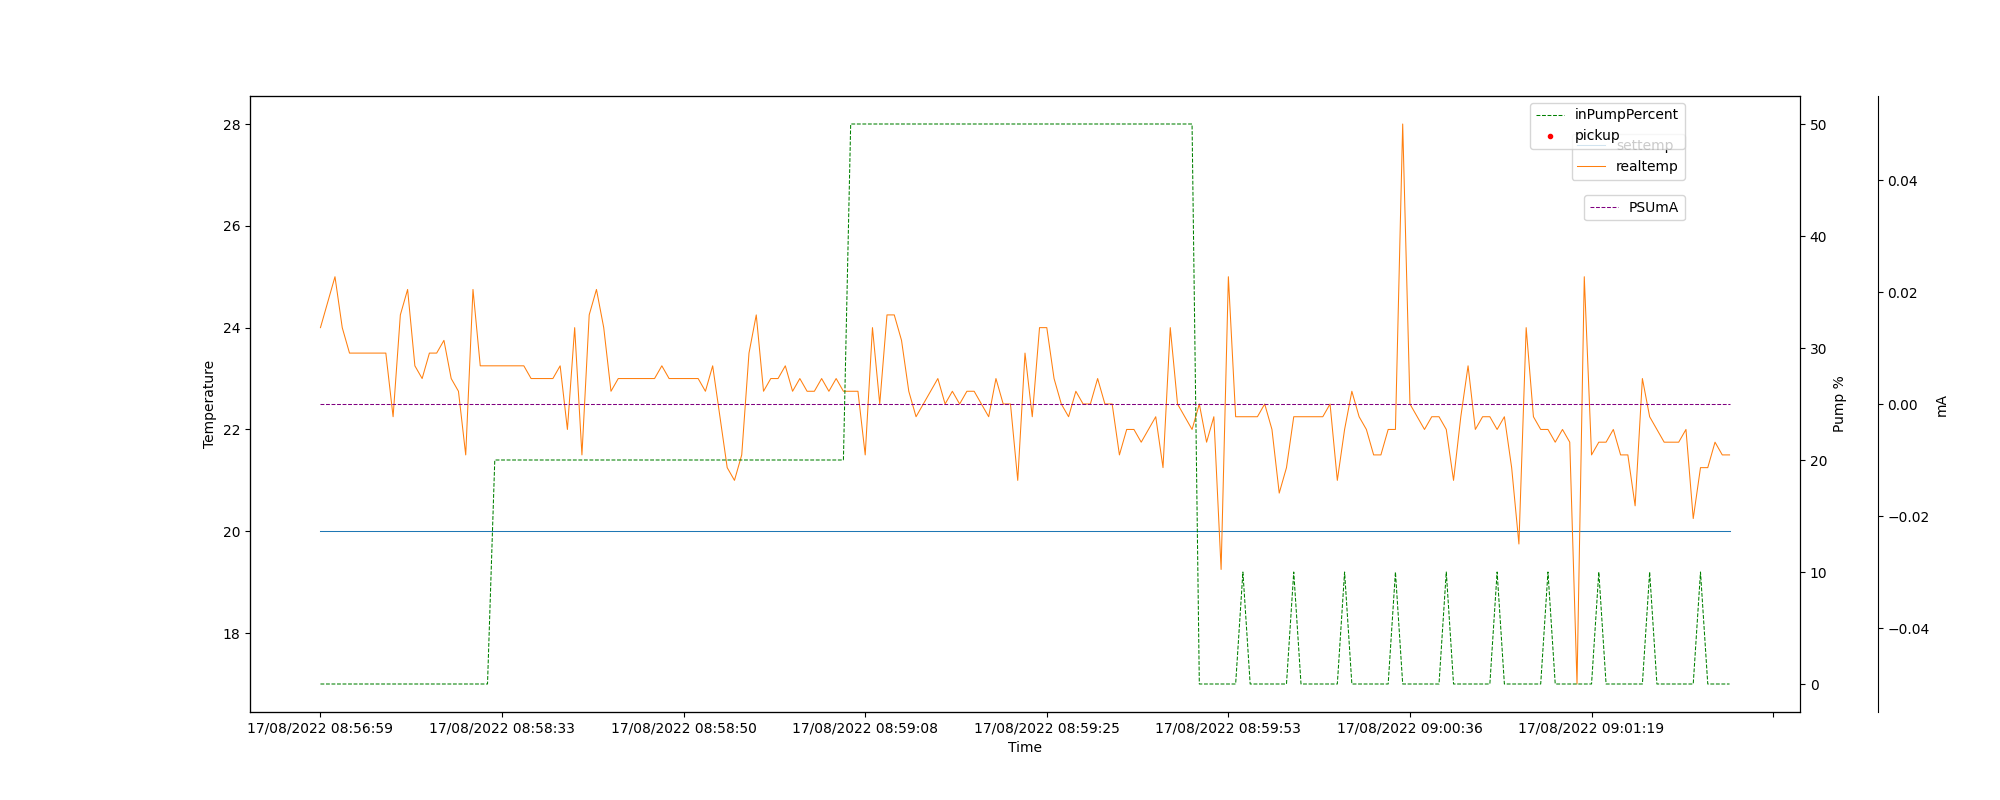 inPumpPercent
pickup
settemp
realtemp
PSUmA
28
26
24
22
20
18
Temperature
50
40
30
20
10
0
Pump %
0.04
0.02
0.00
−0.02
−0.04
mA
17/08/2022 08:56:59
17/08/2022 08:58:33
17/08/2022 08:58:50
17/08/2022 08:59:08
17/08/2022 08:59:25
17/08/2022 08:59:53
17/08/2022 09:00:36
17/08/2022 09:01:19
Time